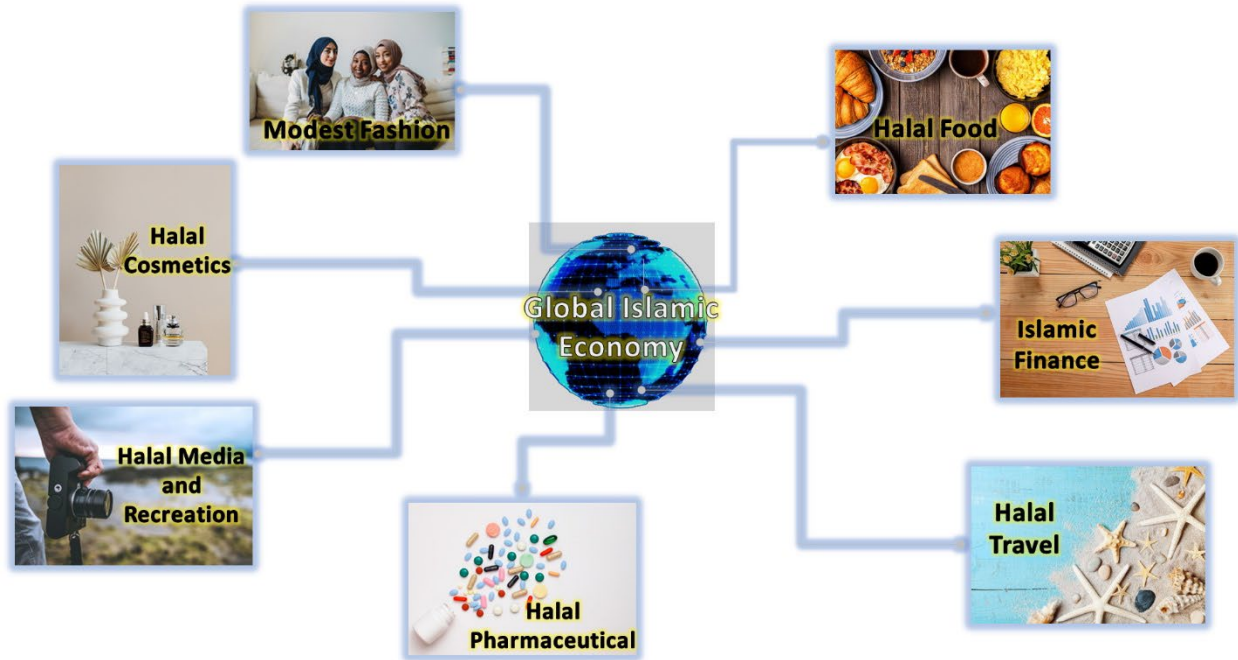 Modest Fashion
Halal Food
Halal
Cosmetics
Global Islamic
Economy
Islamic
Finance
Halal Media
and
Recreation
Halal
Travel
Halal
Pharmaceutical